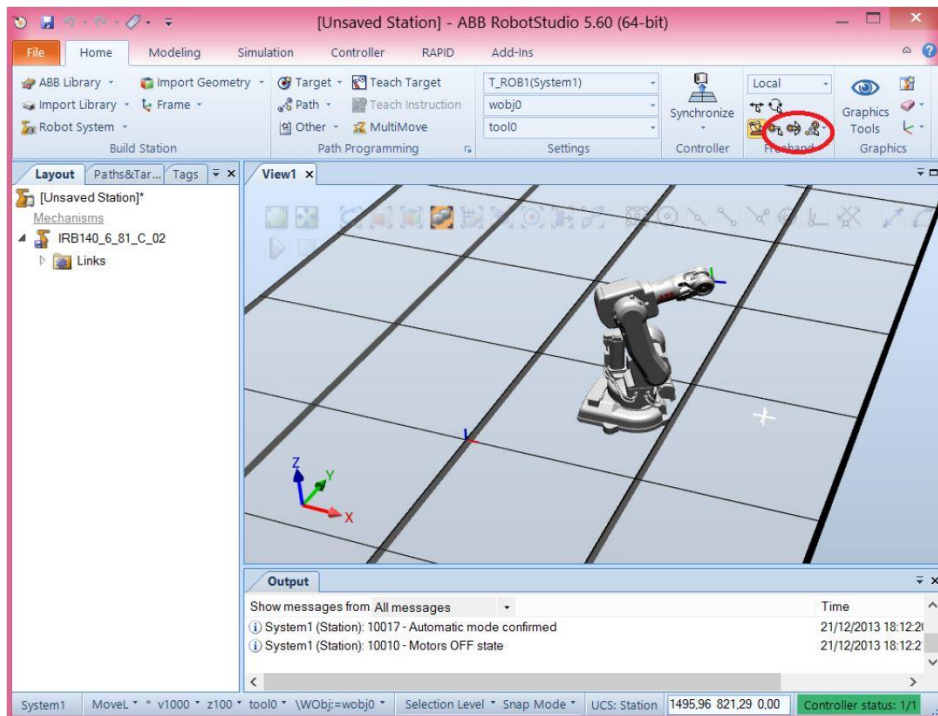 [Unsaved Station] - ABB RobotStudio 5.60 (64-bit)
File Home Modeling Simulation Controller RAPID Add-Ins
ABB Library Import Geometry Target Teach Target T_ROB1(System1) Local
Import Library Frame Path Teach Instruction wobj0 Synchronize Graphics
Robot System Other MultiMove tool0 Tools
Build Station Path Programming Settings Controller Freehand Graphics
Layout Paths&Tar... Tags View1
[Unsaved Station]*
Mechanisms
IRB140_6_81_C_02
Links
Z
Y
X
Output
Show messages from All messages Time
System1 (Station): 10017 - Automatic mode confirmed 21/12/2013 18:12:20
System1 (Station): 10010 - Motors OFF state 21/12/2013 18:12:2
System1 MoveL * v1000 z100 tool0 \WObj:=wobj0 Selection Level Snap Mode UCS: Station 1495,96 821,29 0,00 Controller status: 1/1